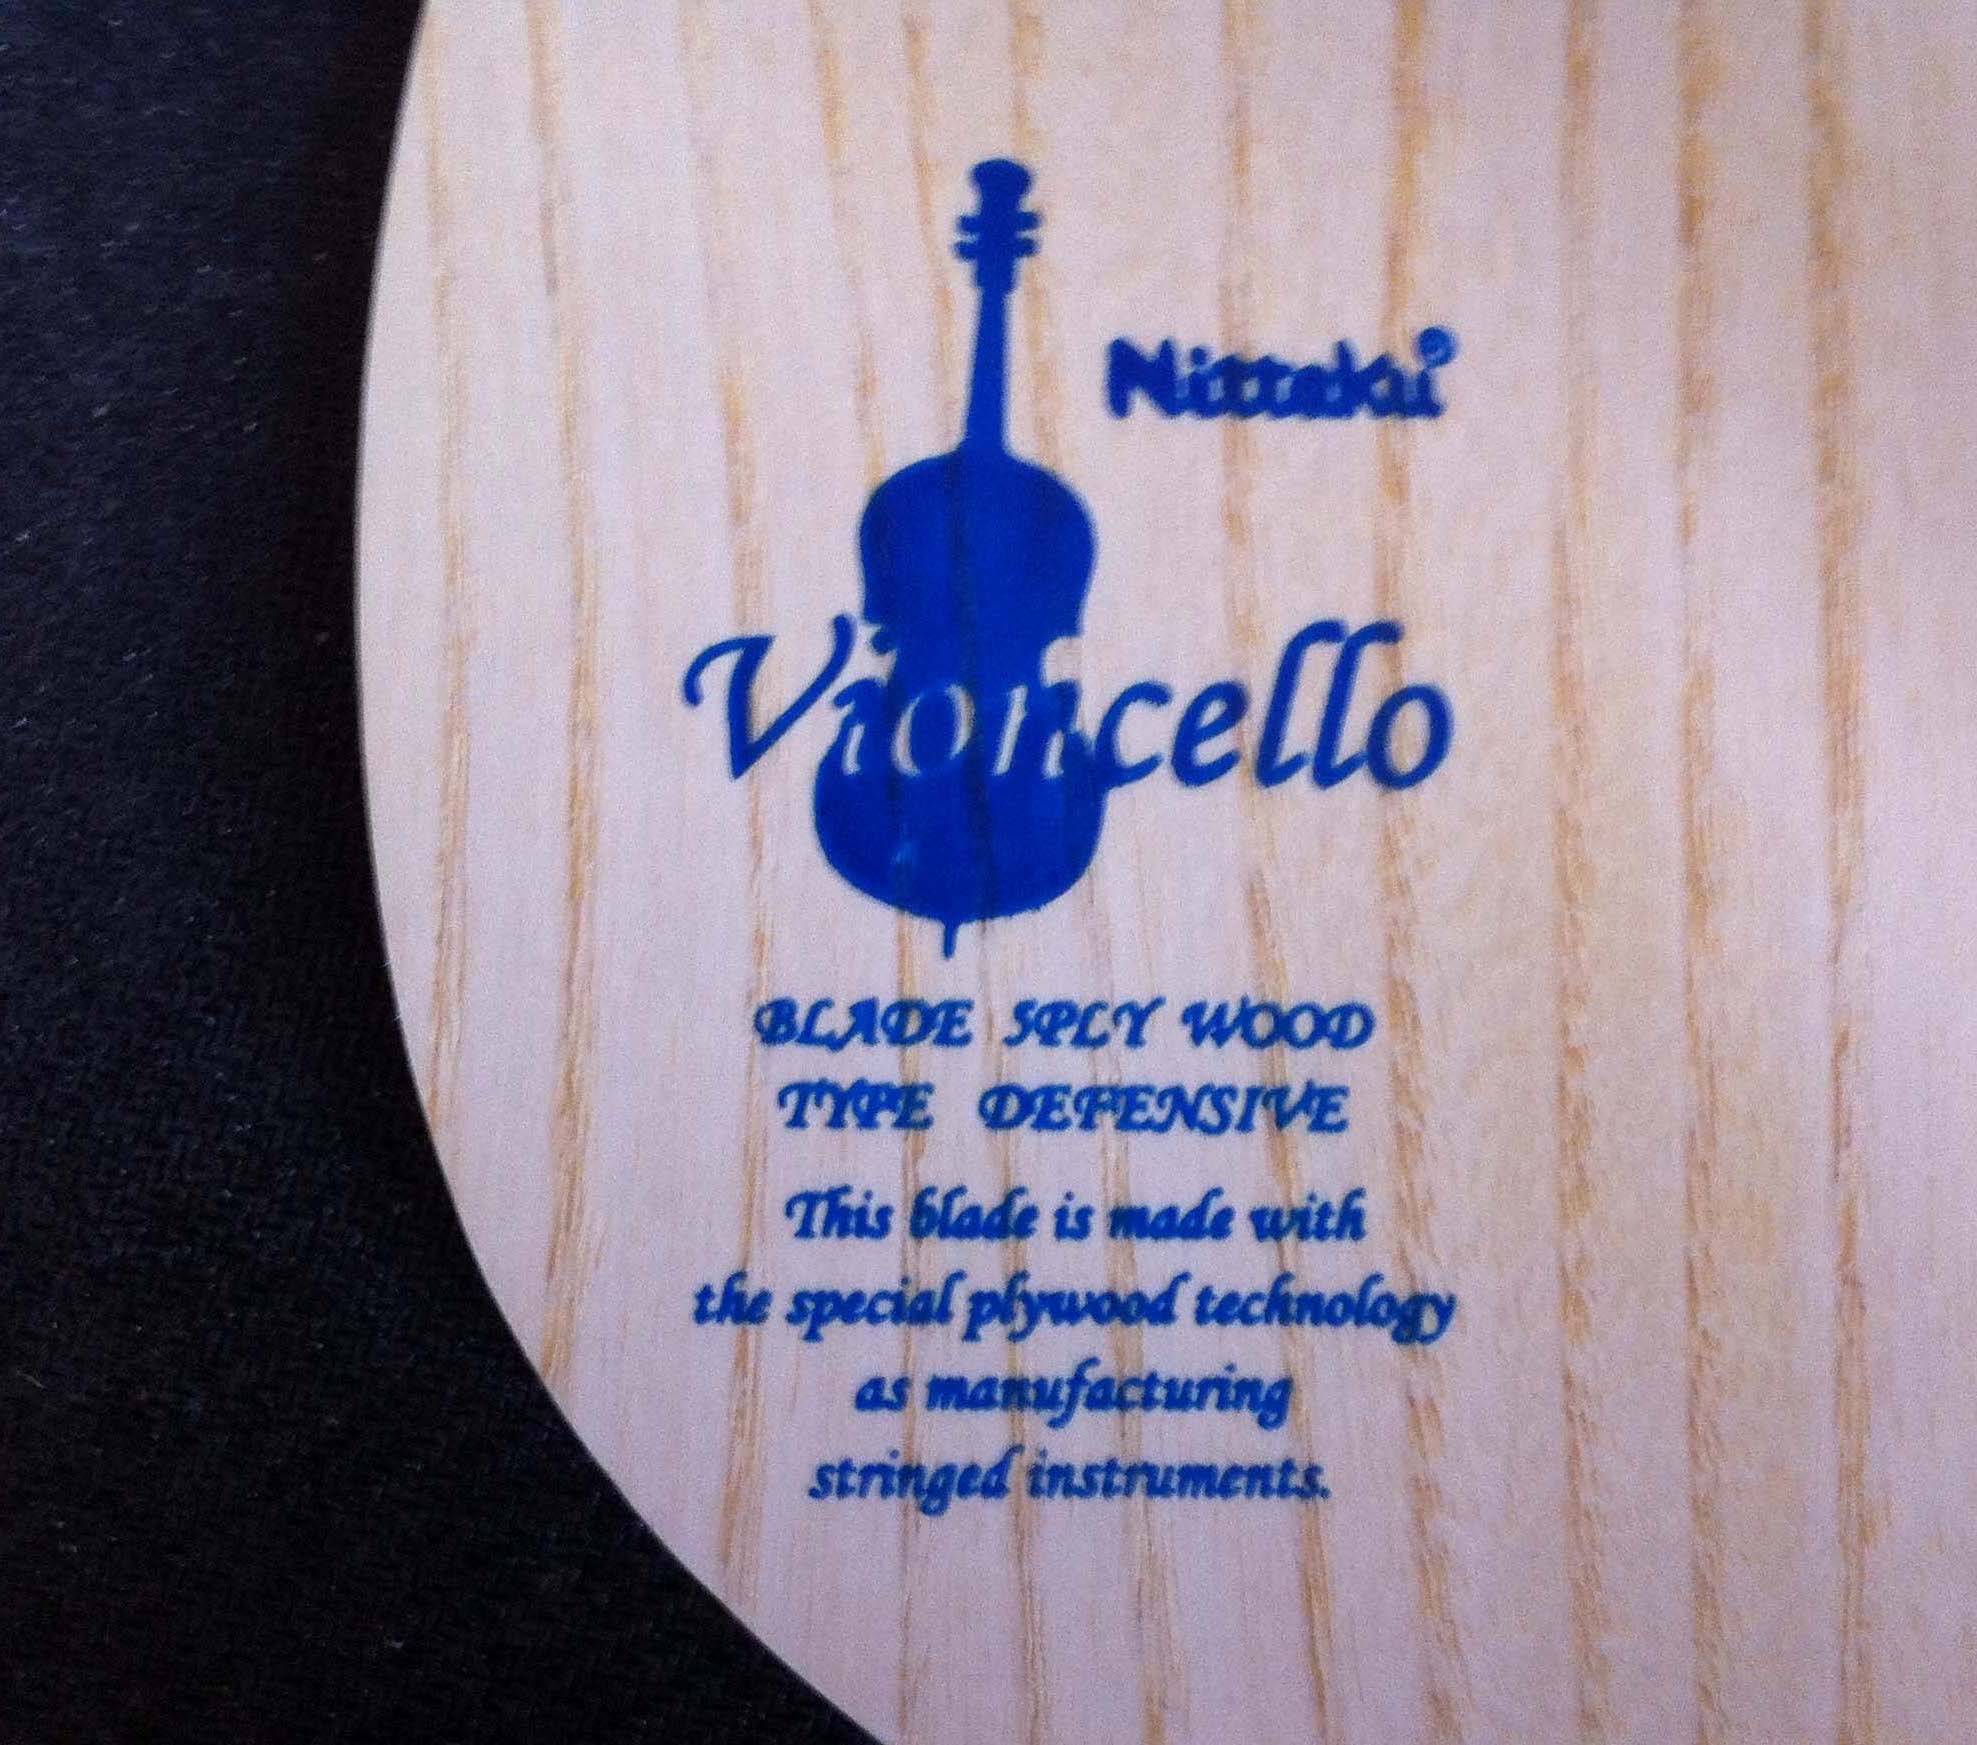 Nittaku
Violncello
BLADE 5PLY WOOD
TYPE DEFENSIVE
This blade is made with
the special plywood technology
as manufacturing
stringed instruments.